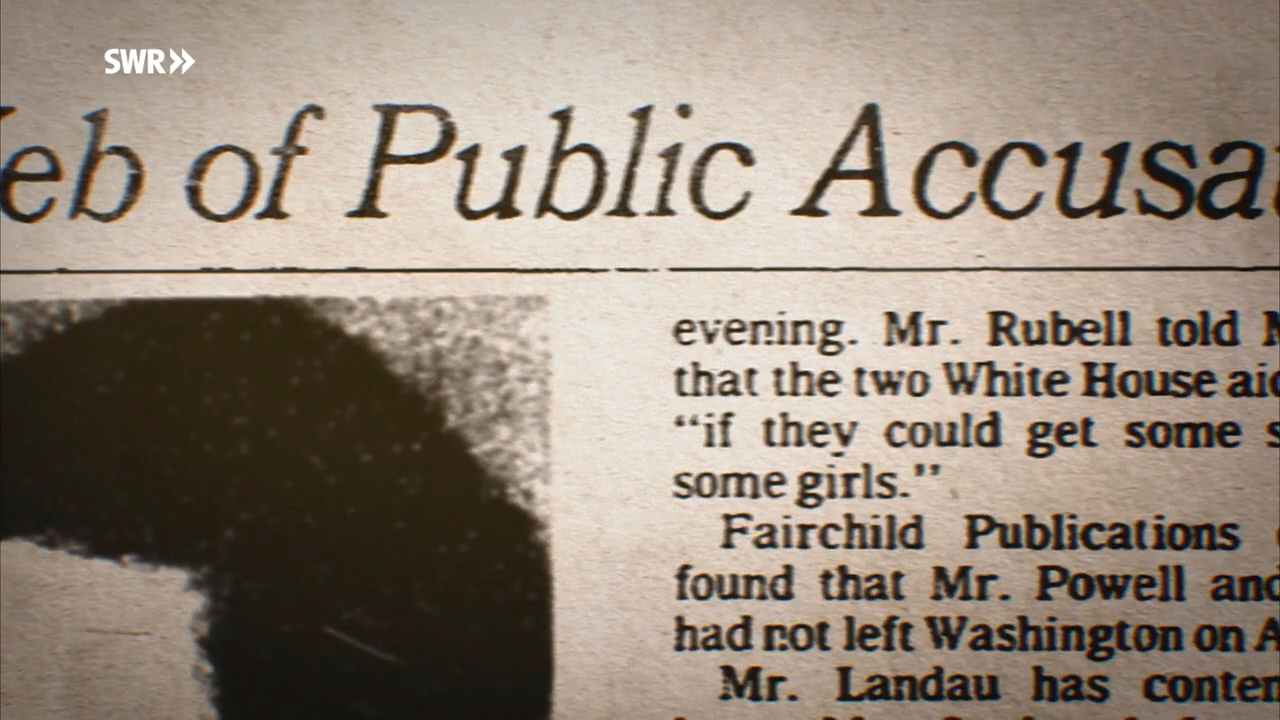 SWR
eb of Public Accusa
evening. Mr. Rubell told
that the two White House aid
“if they could get some s
some girls.”
Fairchild Publications
found that Mr. Powell and
had not left Washington on A
Mr. Landau has conten